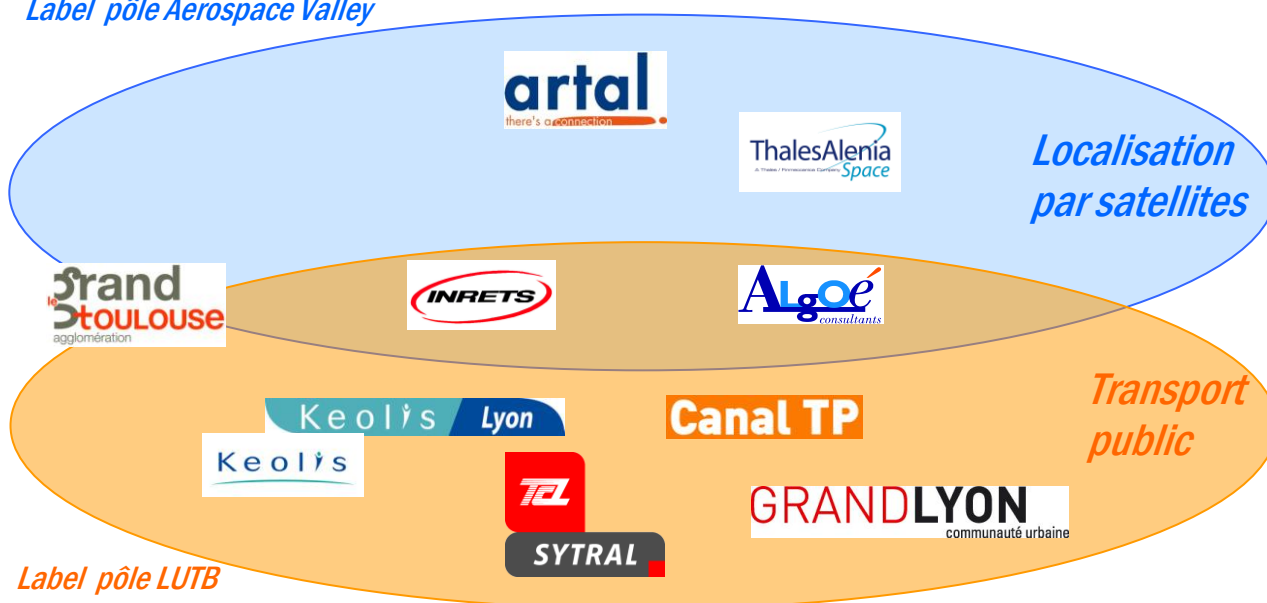 Label pôle Aerospace Valley
artal
there's a connection
ThalesAlenia
A Thales / Finmeccanica Company Space
Localisation
par satellites
le Grand
toulouse
agglomération
INRETS
ALgoé
consultants
Keolis Lyon
Keolis
Canal TP
Transport
public
TCL
SYTRAL
GRANDLYON
communauté urbaine
Label pôle LUTB